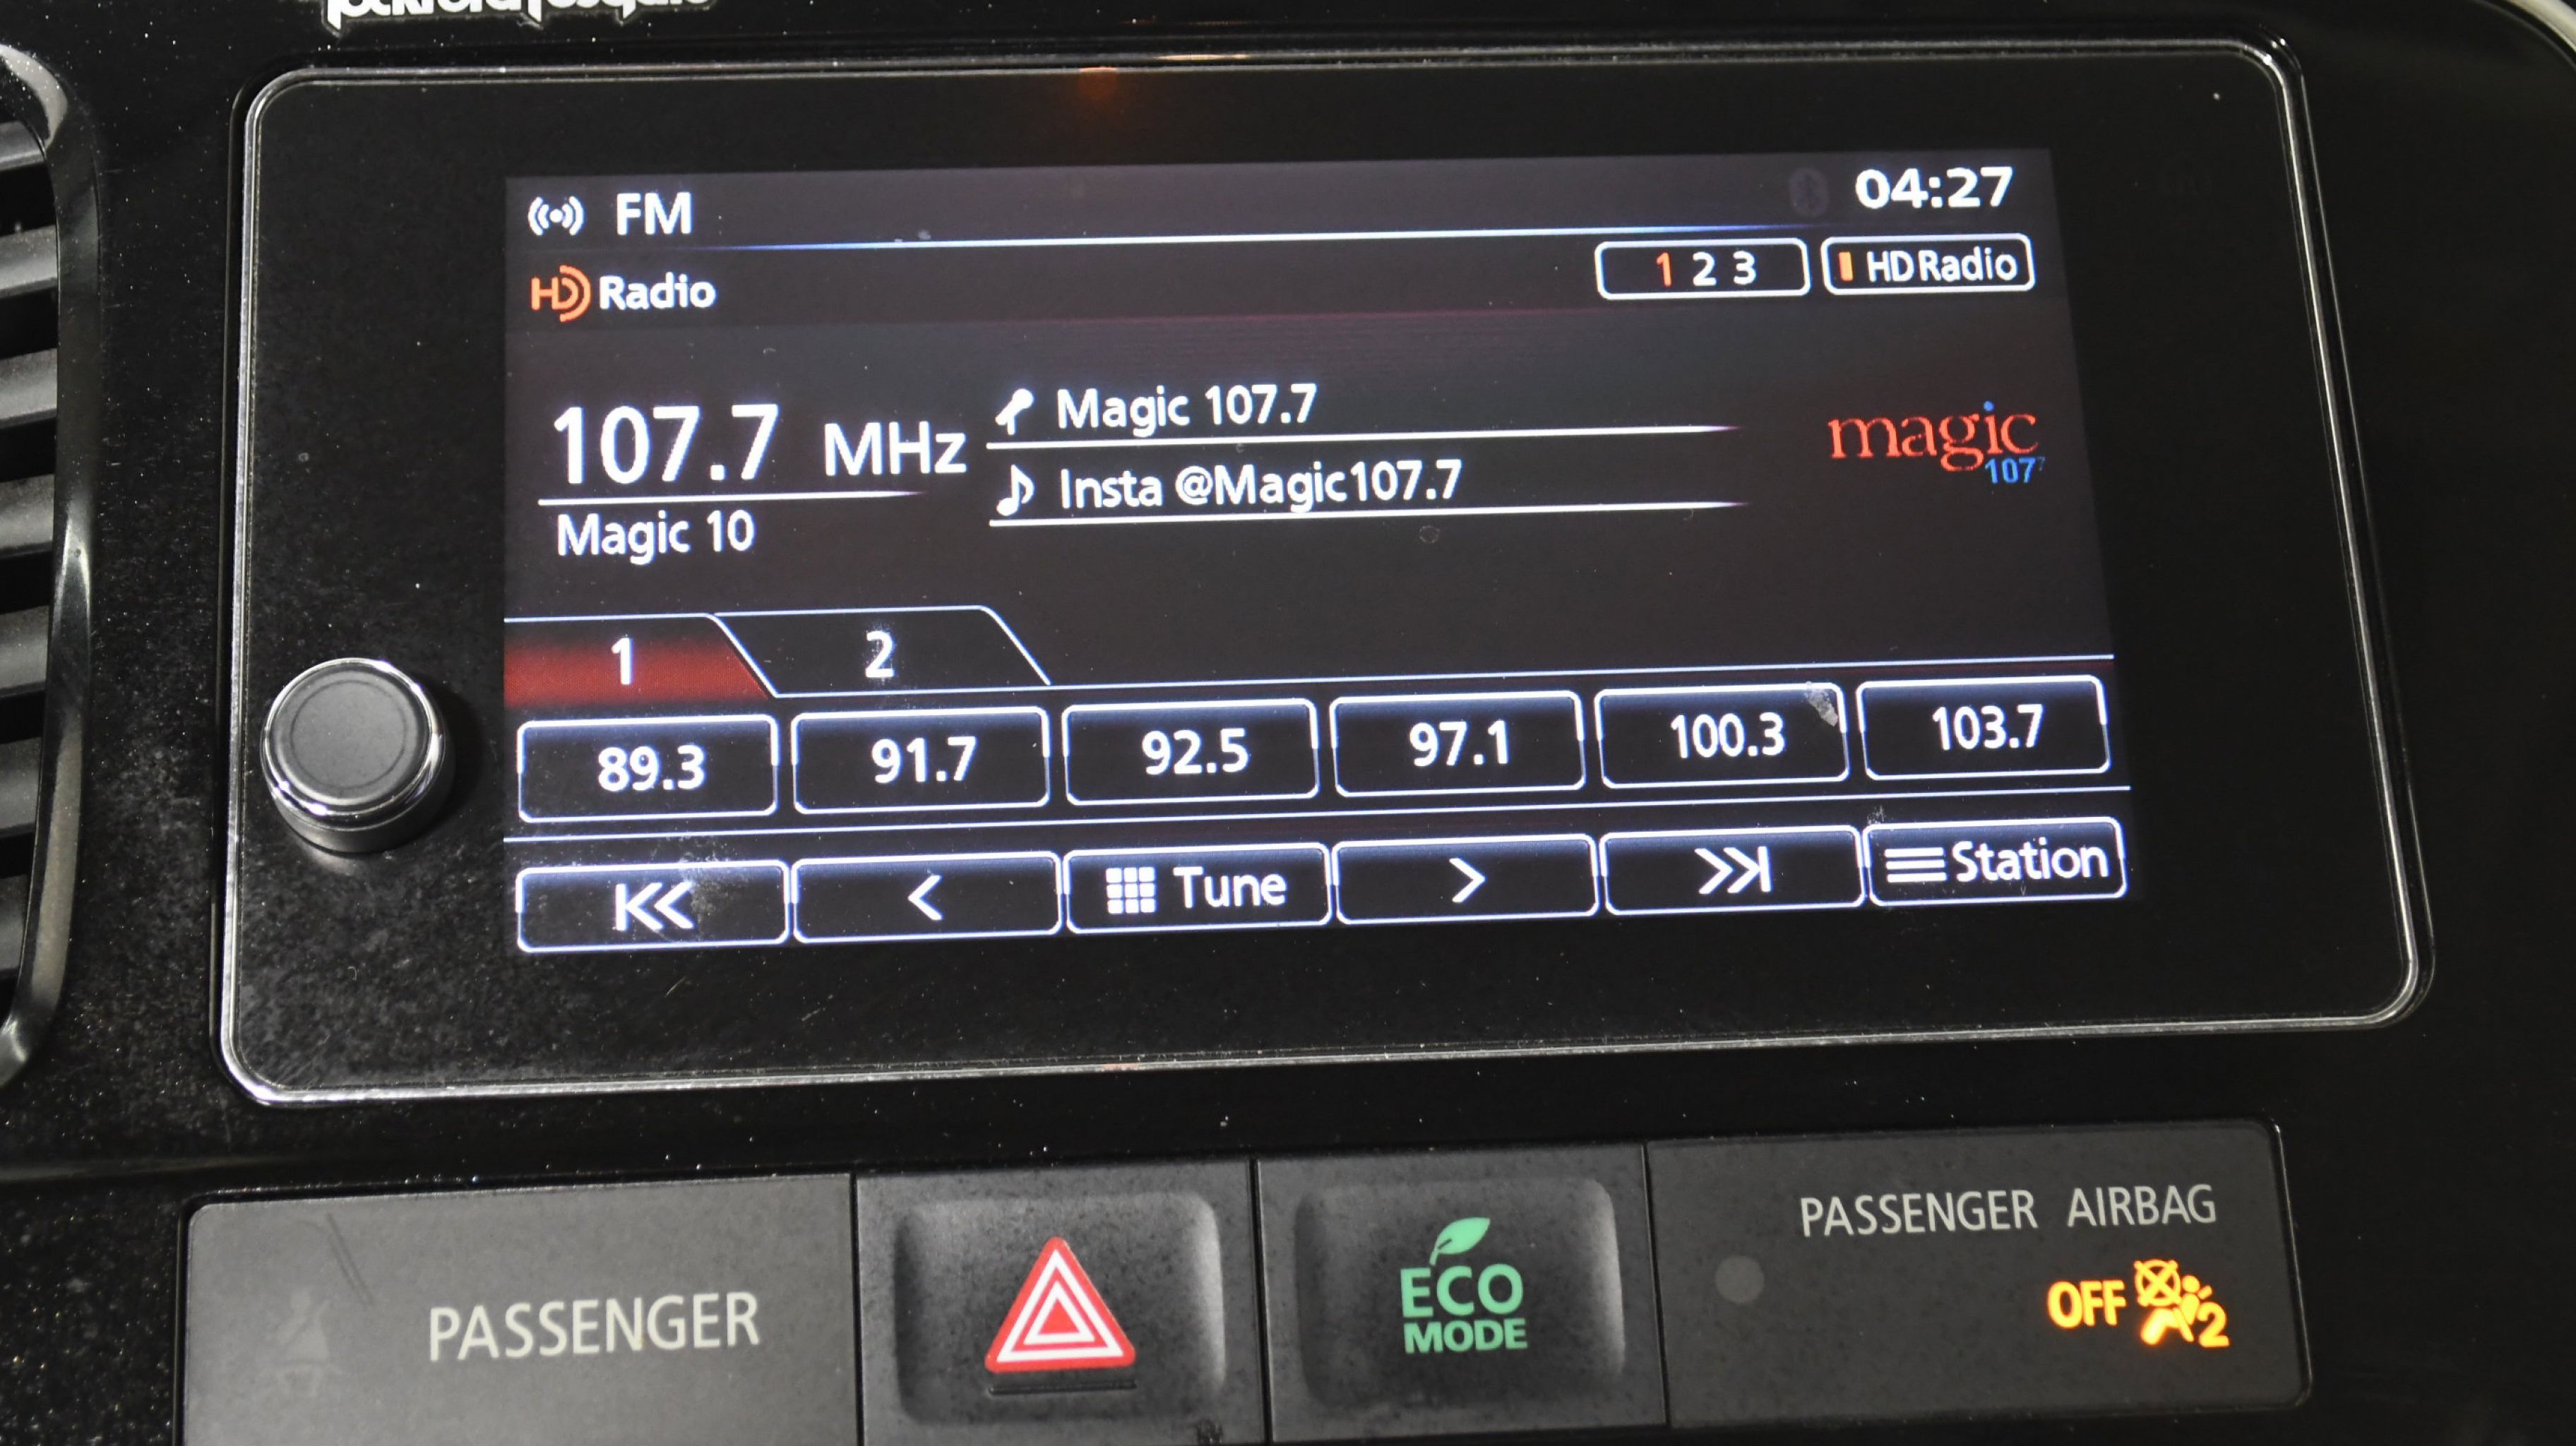 FM
04:27
HD Radio
1 2 3
HD Radio
107.7 MHz
Magic 107.7
Insta @Magic107.7
magic
107⁷
Magic 10
1
2
89.3
91.7
92.5
97.1
100.3
103.7
Tune
Station
PASSENGER
ECO
MODE
PASSENGER AIRBAG
OFF
2